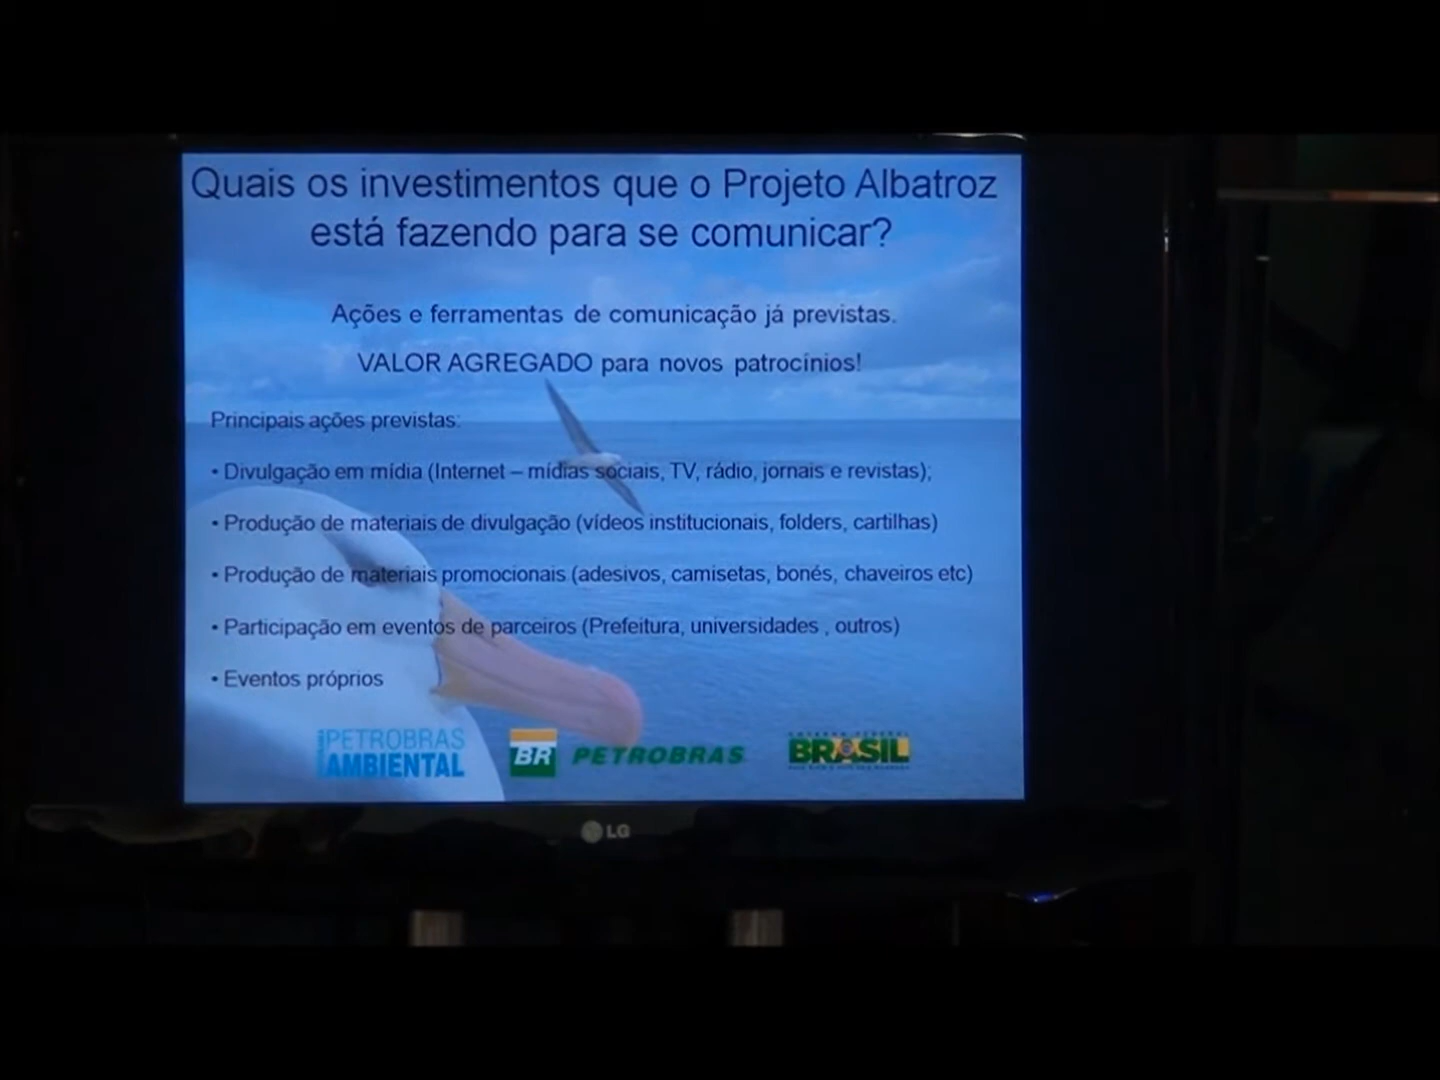 Quais os investimentos que o Projeto Albatroz
está fazendo para se comunicar?
Ações e ferramentas de comunicação já previstas.
VALOR AGREGADO para novos patrocínios!
Principais ações previstas:
• Divulgação em mídia (Internet – mídias sociais, TV, rádio, jornais e revistas);
• Produção de materiais de divulgação (vídeos institucionais, folders, cartilhas)
• Produção de materiais promocionais (adesivos, camisetas, bonés, chaveiros etc)
• Participação em eventos de parceiros (Prefeitura, universidades , outros)
• Eventos próprios
PETROBRAS
AMBIENTAL
BR PETROBRAS
GOVERNO FEDERAL
BRASIL
LG